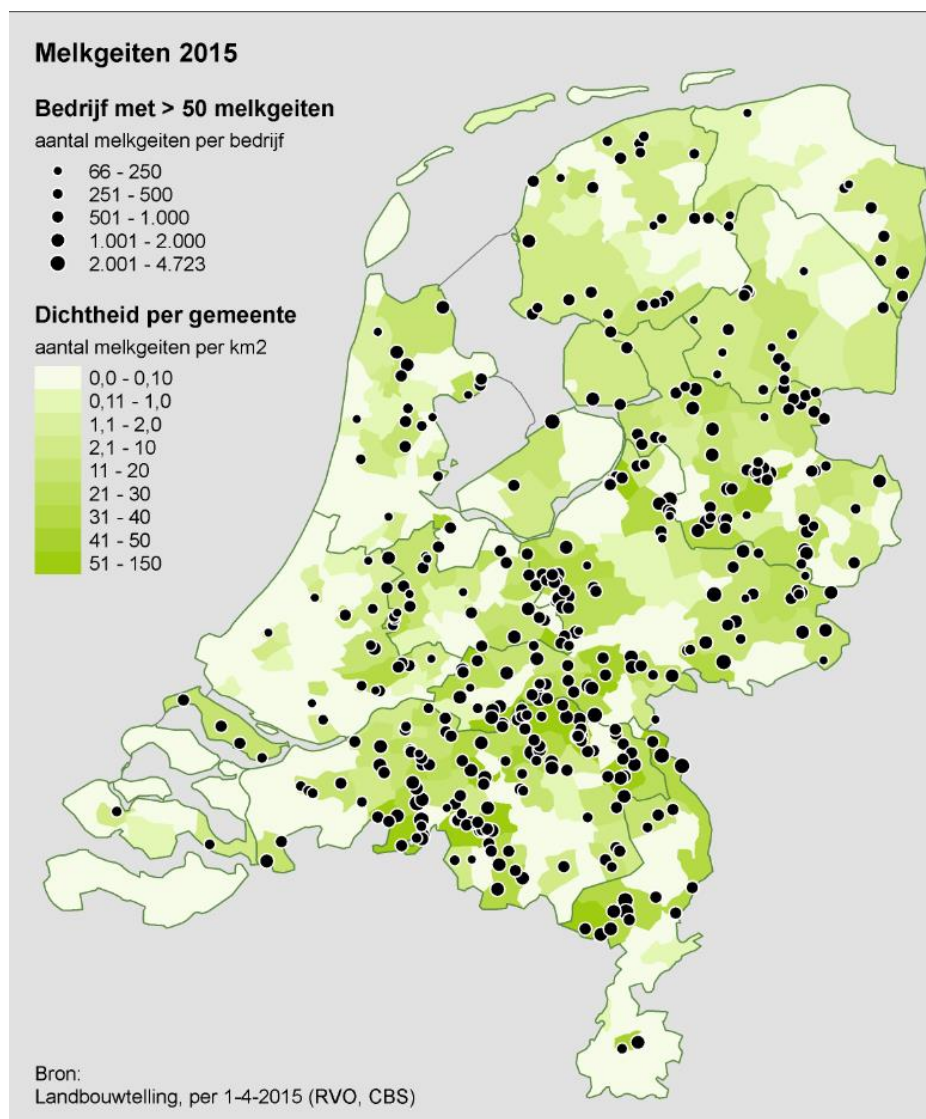 Melkgeiten 2015
Bedrijf met > 50 melkgeiten
aantal melkgeiten per bedrijf
66 - 250
251 - 500
501 - 1.000
1.001 - 2.000
2.001 - 4.723
Dichtheid per gemeente
aantal melkgeiten per km2
0,0 - 0,10
0,11 - 1,0
1,1 - 2,0
2,1 - 10
11 - 20
21 - 30
31 - 40
41 - 50
51 - 150
Bron:
Landbouwtelling, per 1-4-2015 (RVO, CBS)